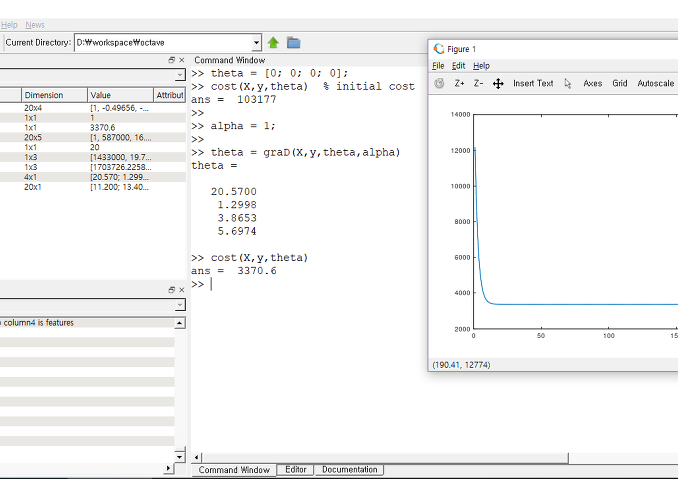 Help News
Current Directory: D:₩workspace₩octave
Command Window
Dimension Value Attribut
20x4 [1, -0.49656, -...
1x1 1
1x1 3370.6
20x5 [1, 587000, 16....
1x1 20
1x3 [1433000, 19.7...
1x3 [1703726.2258...
4x1 [20.570; 1.299...
20x1 [11.200; 13.40...
column4 is features
>> theta = [0; 0; 0; 0];
>> cost(X,y,theta)  % initial cost
ans =  103177
>>
>> alpha = 1;
>>
>> theta = graD(X,y,theta,alpha)
theta =
20.5700
1.2998
3.8653
5.6974
>> cost(X,y,theta)
ans =  3370.6
>>
Command Window Editor Documentation
Figure 1
File Edit Help
Z+ Z- Insert Text Axes Grid Autoscale
14000
12000
10000
8000
6000
4000
2000
0 50 100 15
(190.41, 12774)